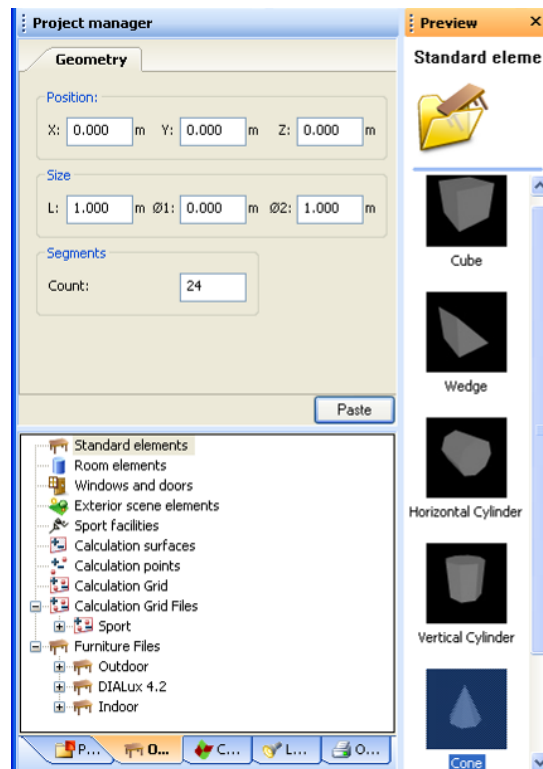 Project manager
Geometry
Position:
X: 0.000 m Y: 0.000 m Z: 0.000 m
Size
L: 1.000 m Ø1: 0.000 m Ø2: 1.000 m
Segments
Count: 24
Paste
Standard elements
Room elements
Windows and doors
Exterior scene elements
Sport facilities
Calculation surfaces
Calculation points
Calculation Grid
Calculation Grid Files
Sport
Furniture Files
Outdoor
DIALux 4.2
Indoor
P... O... C... L... O...
Preview
Standard eleme
Cube
Wedge
Horizontal Cylinder
Vertical Cylinder
Cone